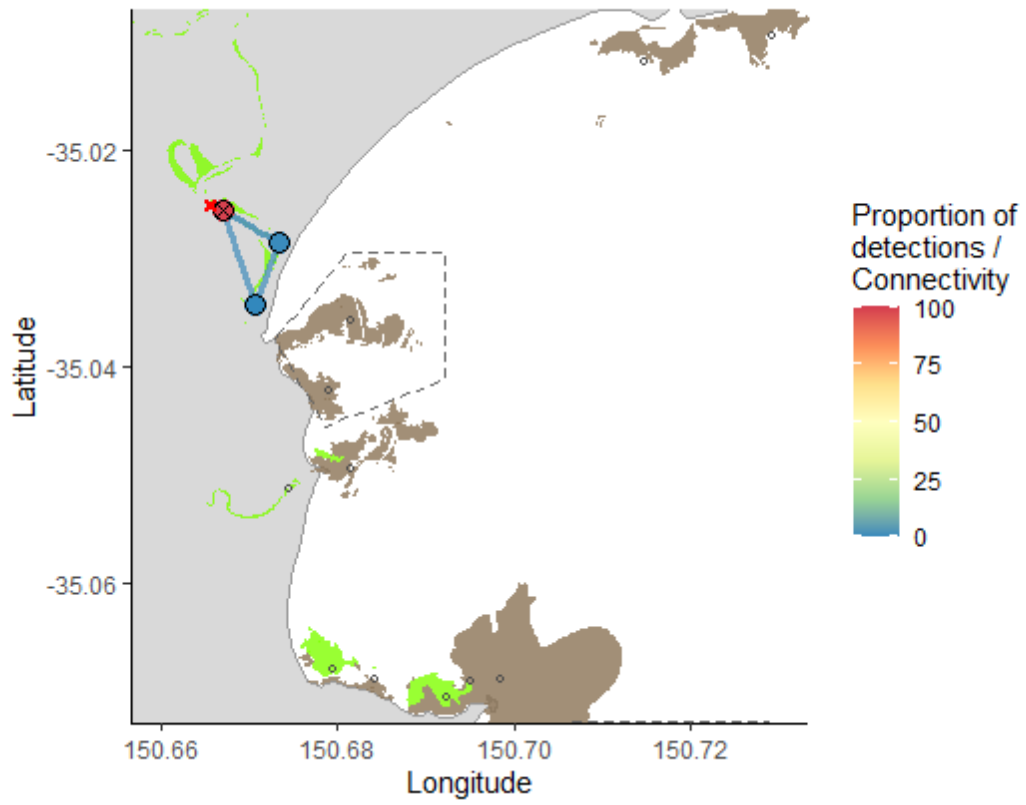 -35.02
-35.04
-35.06
Latitude
150.66
150.68
150.70
150.72
Longitude
Proportion of
detections /
Connectivity
100
75
50
25
0